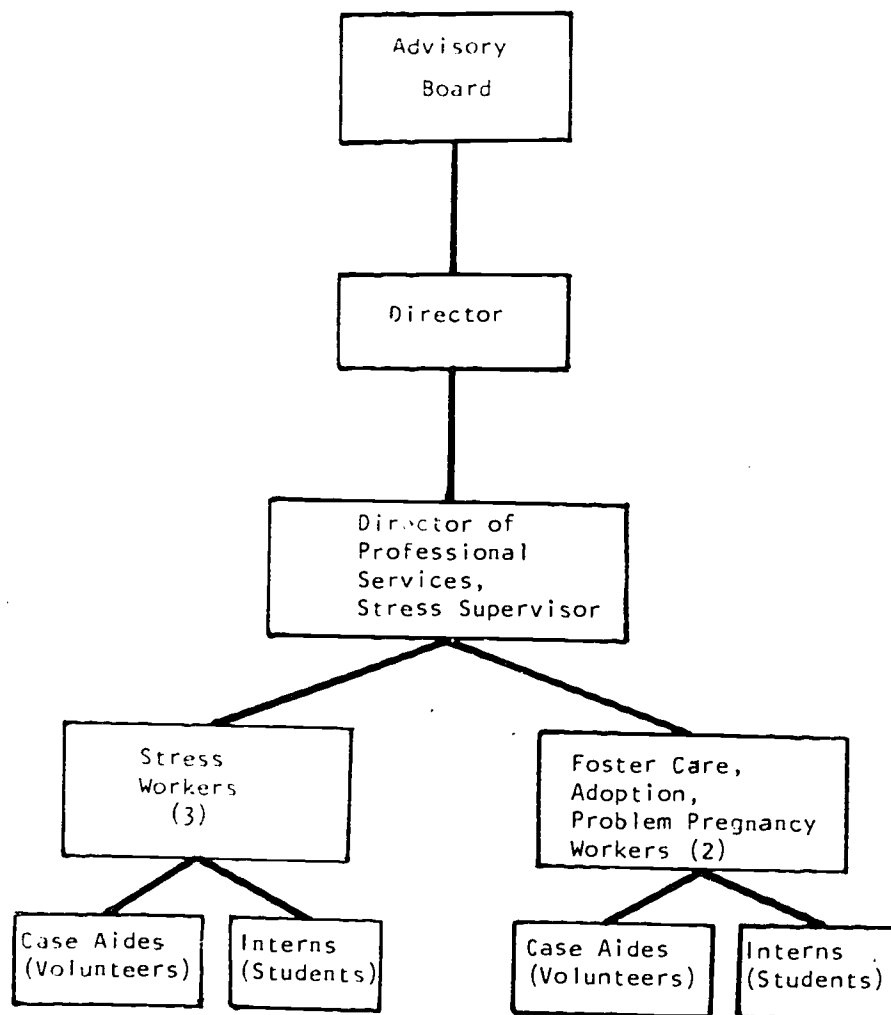 Advisory
Board
Director
Director of
Professional
Services,
Stress Supervisor
Stress
Workers
(3)
Foster Care,
Adoption,
Problem Pregnancy
Workers (2)
Case Aides
(Volunteers)
Interns
(Students)
Case Aides
(Volunteers)
Interns
(Students)